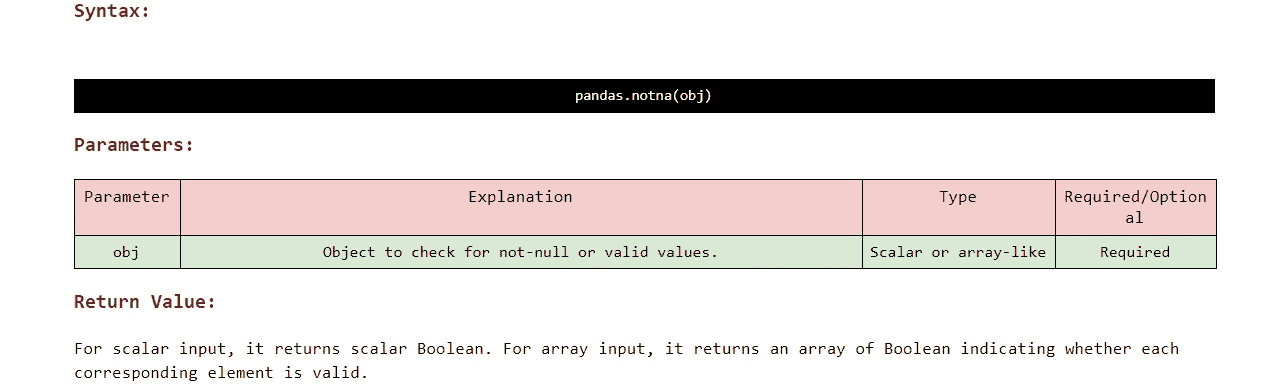 Syntax:
pandas.notna(obj)
Parameters:
Parameter Explanation Type Required/Option
al
obj Object to check for not-null or valid values. Scalar or array-like Required
Return Value:
For scalar input, it returns scalar Boolean. For array input, it returns an array of Boolean indicating whether each
corresponding element is valid.